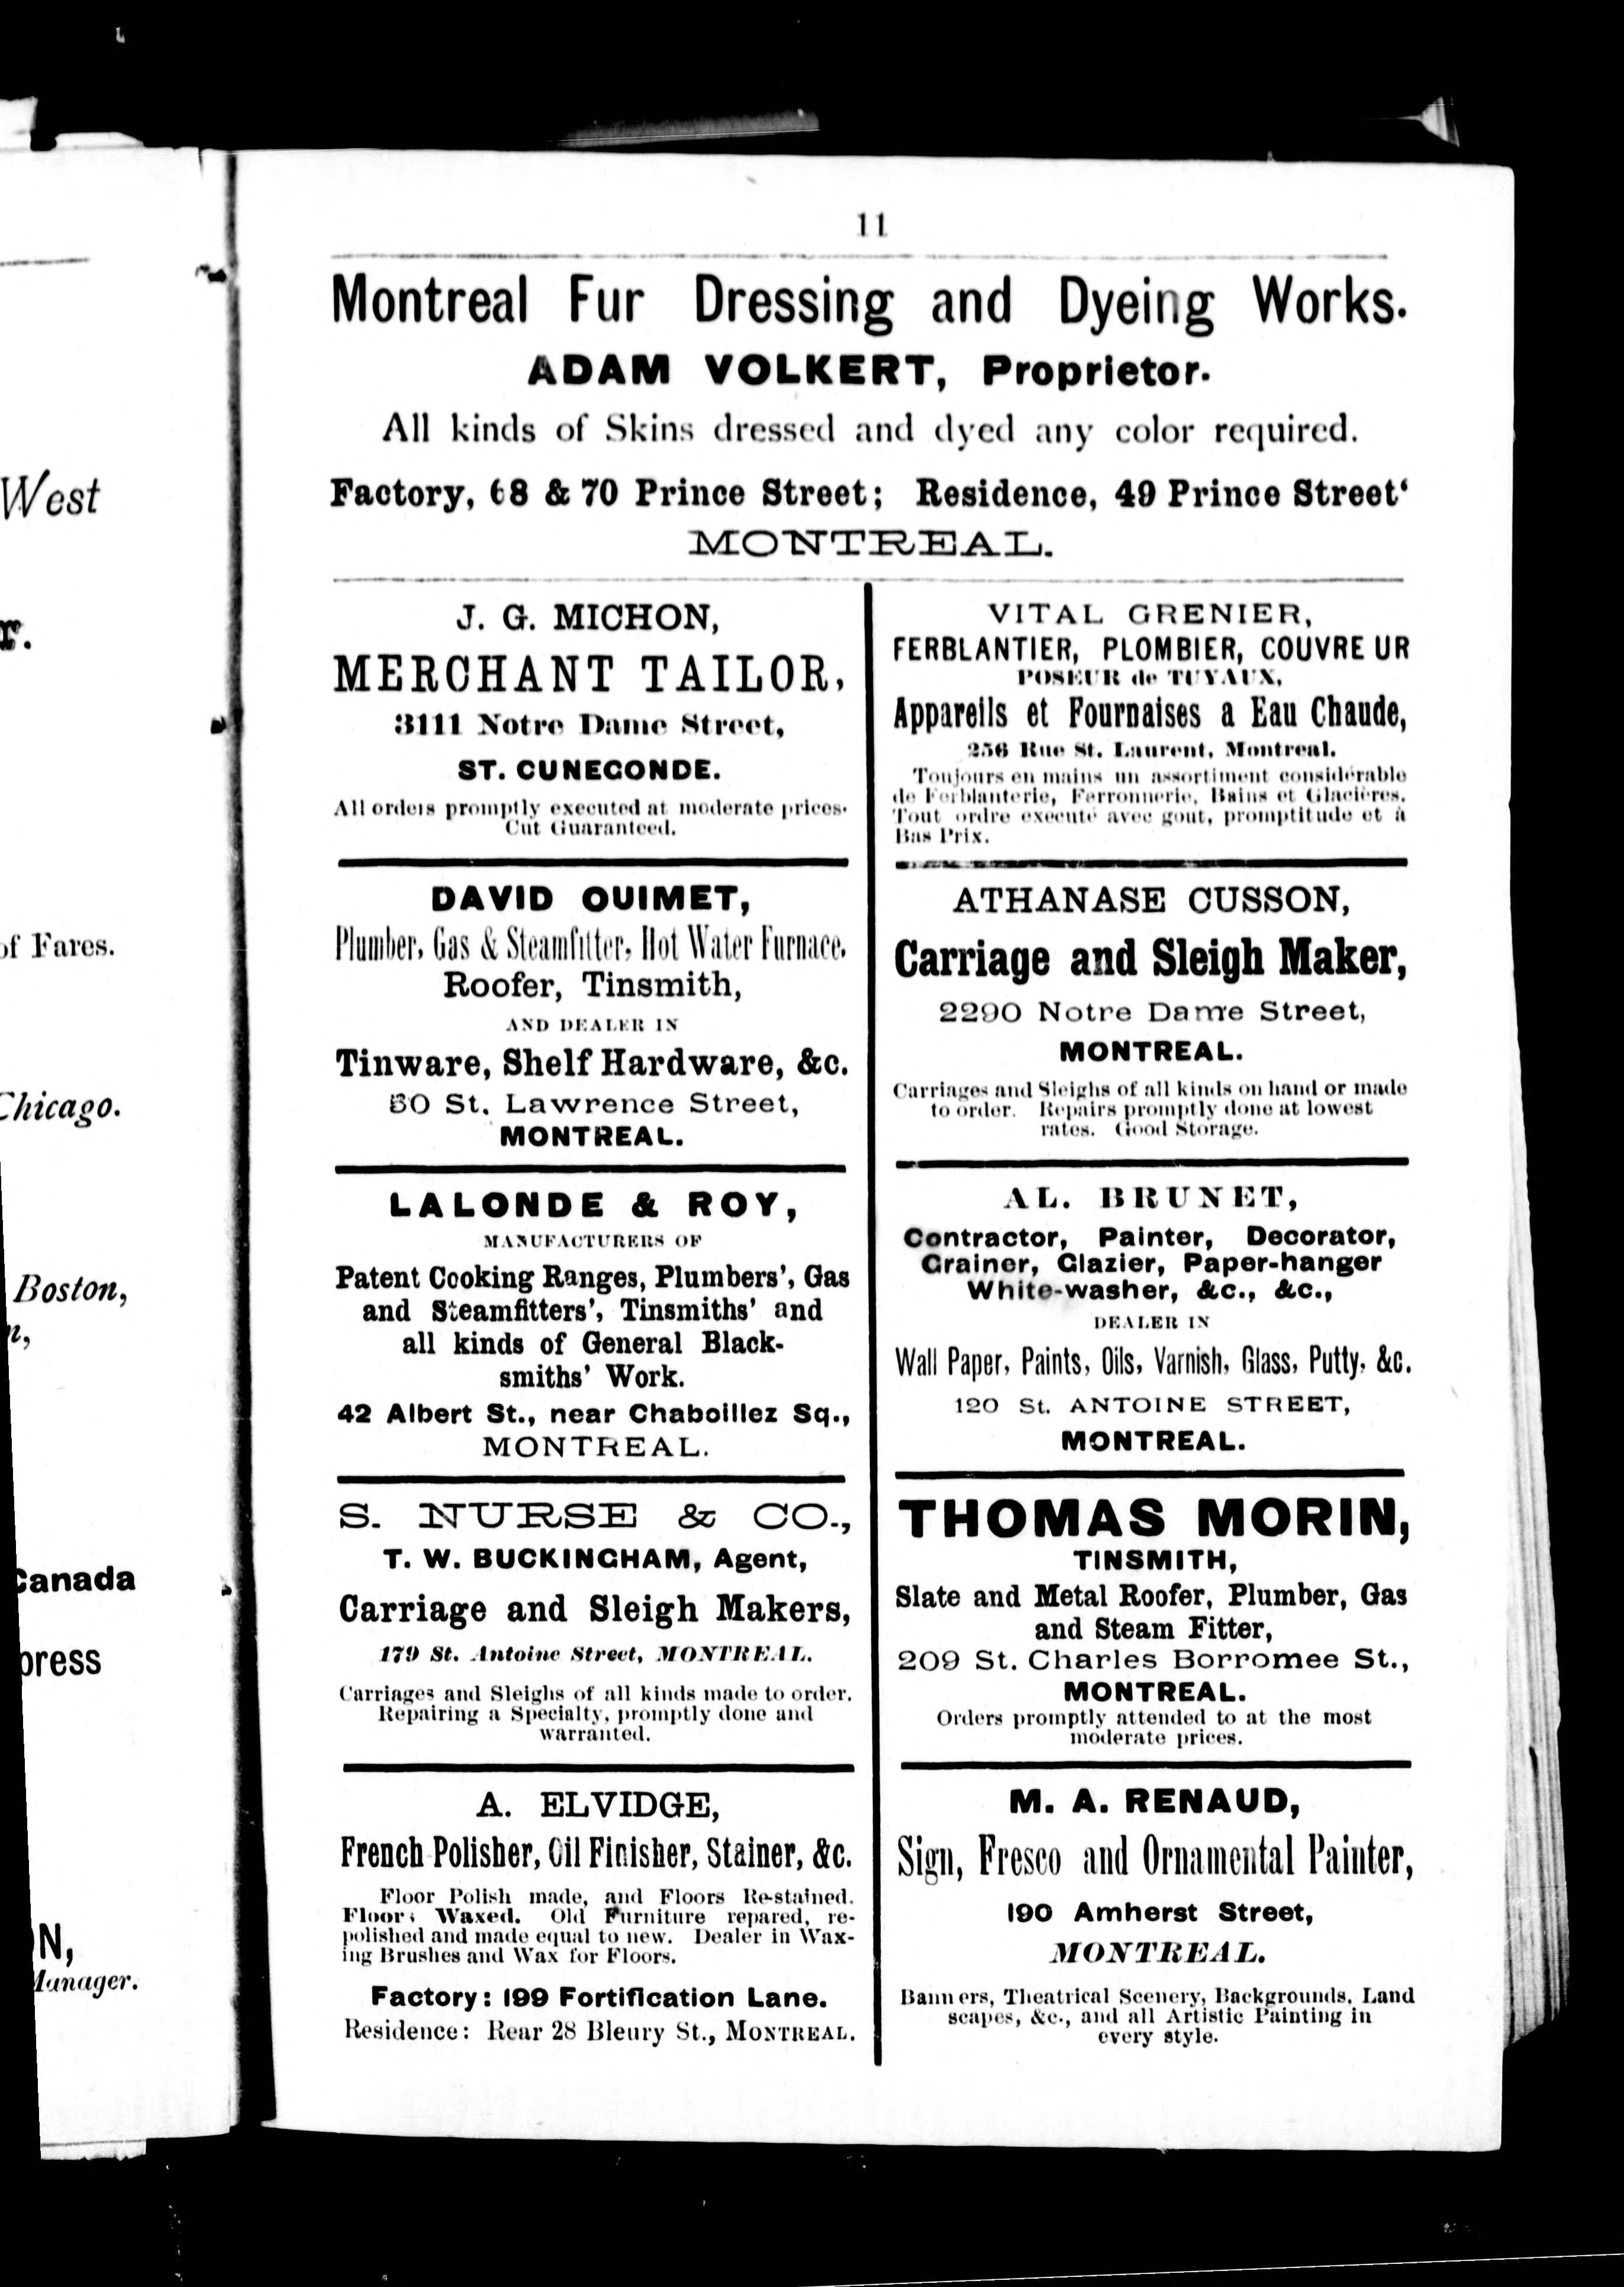 11
Montreal Fur Dressing and Dyeing Works.
ADAM VOLKERT, Proprietor.
All kinds of Skins dressed and dyed any color required.
Factory, 68 & 70 Prince Street; Residence, 49 Prince Street‘
MONTREAL.
J. G. MICHON,
MERCHANT TAILOR,
3111 Notre Dame Street,
ST. CUNEGONDE.
All orders promptly executed at moderate prices.
Cut Guaranteed.
DAVID OUIMET,
Plumber, Gas & Steamfitter, Hot Water Furnace,
Roofer, Tinsmith,
AND DEALER IN
Tinware, Shelf Hardware, &c.
60 St. Lawrence Street,
MONTREAL.
LALONDE & ROY,
MANUFACTURERS OF
Patent Cooking Ranges, Plumbers', Gas
and Steamfitters', Tinsmiths' and
all kinds of General Black-
smiths' Work.
42 Albert St., near Chaboillez Sq.,
MONTREAL.
S. NURSE & CO.,
T. W. BUCKINGHAM, Agent,
Carriage and Sleigh Makers,
179 St. Antoine Street, MONTREAL.
Carriages and Sleighs of all kinds made to order.
Repairing a Specialty, promptly done and
warranted.
A. ELVIDGE,
French Polisher, Oil Finisher, Stainer, &c.
Floor Polish made, and Floors Re-stained.
Floors Waxed. Old Furniture repared, re-
polished and made equal to new. Dealer in Wax-
ing Brushes and Wax for Floors.
Factory: 199 Fortification Lane.
Residence: Rear 28 Bleury St., MONTREAL.
VITAL GRENIER,
FERBLANTIER, PLOMBIER, COUVREUR
POSEUR de TUYAUX,
Appareils et Fournaises a Eau Chaude,
256 Rue St. Laurent, Montreal.
Toujours en mains un assortiment considérable
de Ferblanterie, Ferronnerie, Bains et Glacières.
Tout ordre execute avec gout, promptitude et à
Bas Prix.
ATHANASE CUSSON,
Carriage and Sleigh Maker,
2290 Notre Dame Street,
MONTREAL.
Carriages and Sleighs of all kinds on hand or made
to order. Repairs promptly done at lowest
rates. Good Storage.
AL. BRUNET,
Contractor, Painter, Decorator,
Grainer, Glazier, Paper-hanger
White-washer, &c., &c.,
DEALER IN
Wall Paper, Paints, Oils, Varnish, Glass, Putty, &c.
120 St. ANTOINE STREET,
MONTREAL.
THOMAS MORIN,
TINSMITH,
Slate and Metal Roofer, Plumber, Gas
and Steam Fitter,
209 St. Charles Borromee St.,
MONTREAL.
Orders promptly attended to at the most
moderate prices.
M. A. RENAUD,
Sign, Fresco and Ornamental Painter,
190 Amherst Street,
MONTREAL.
Banners, Theatrical Scenery, Backgrounds, Land
scapes, &c., and all Artistic Painting in
every style.
West
r.
of Fares.
Chicago.
Boston,
n,
Canada
press
N,
Manager.